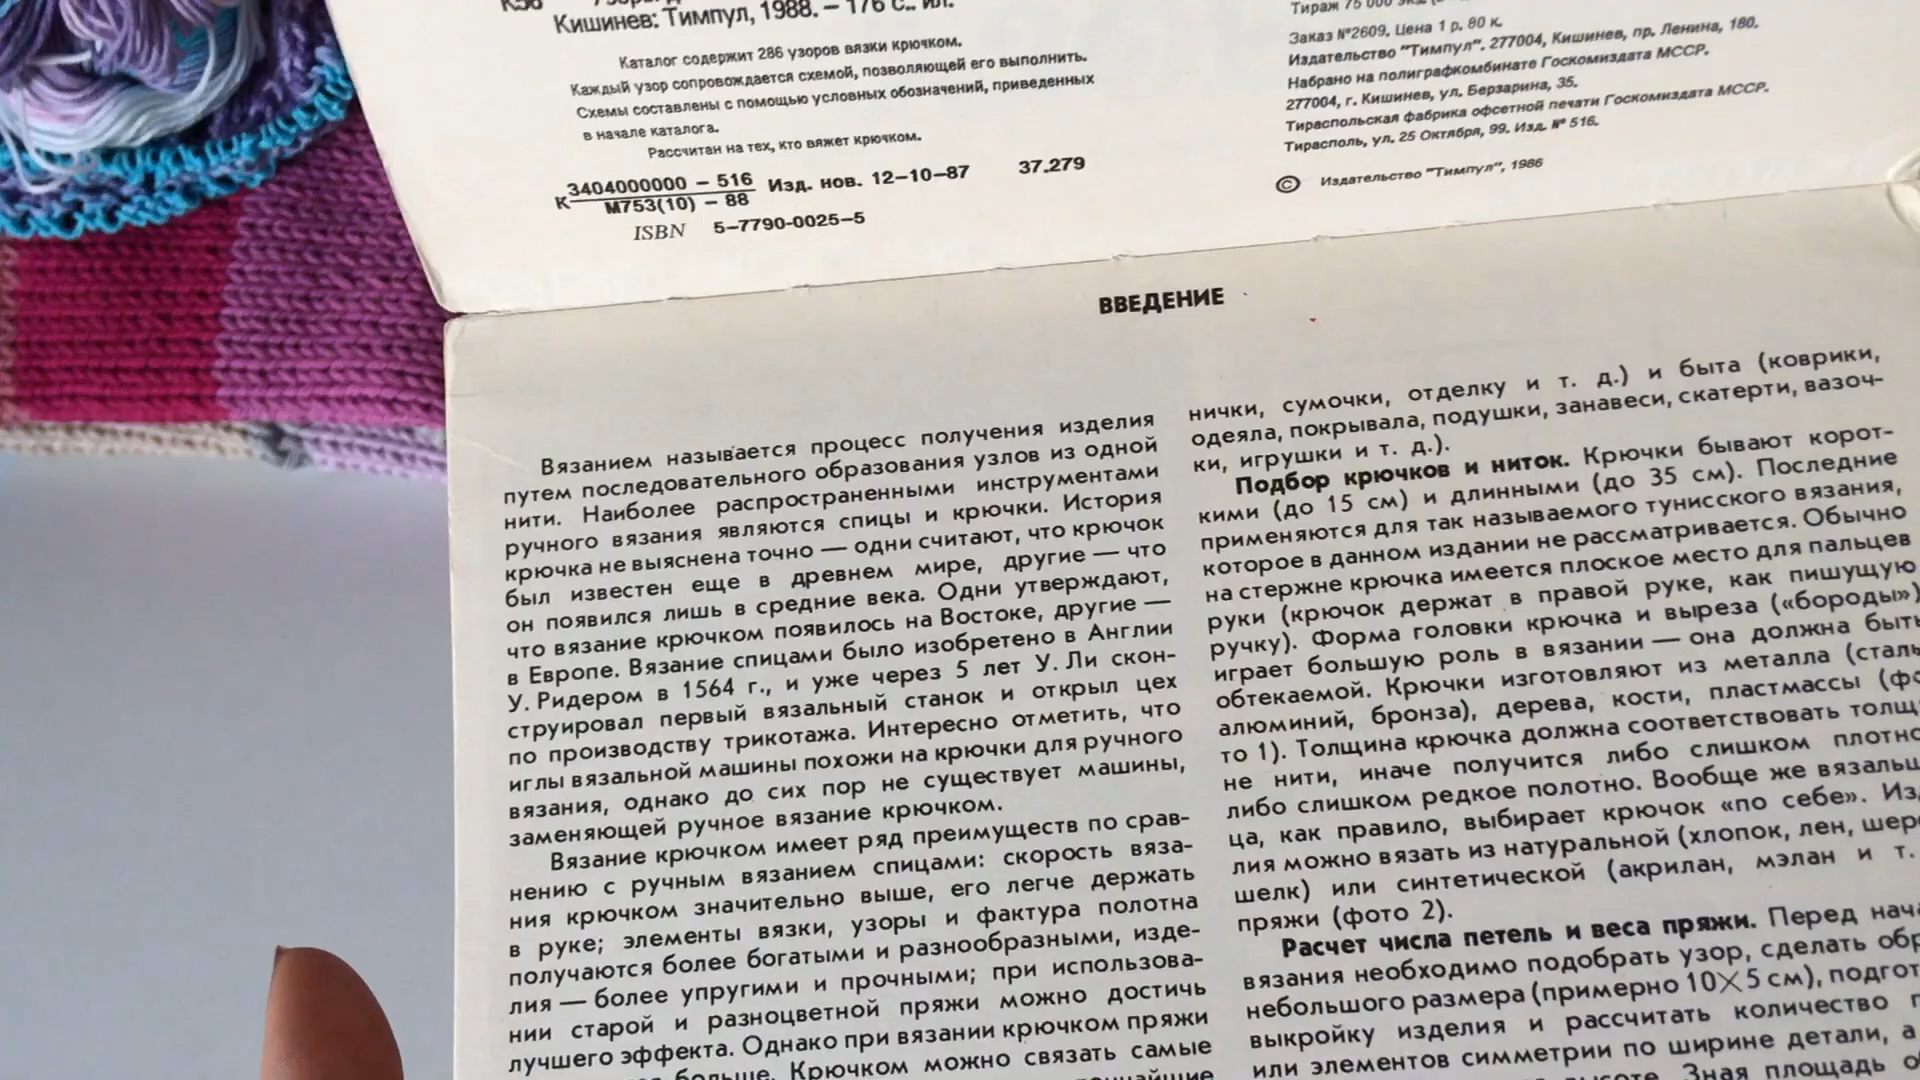 Кишинев: Тимпул, 1988. – 176 с.. ил.
Каталог содержит 286 узоров вязки крючком.
Каждый узор сопровождается схемой, позволяющей его выполнить.
Схемы составлены с помощью условных обозначений, приведенных
в начале каталога.
Рассчитан на тех, кто вяжет крючком.
К 3404000000 – 516
М753(10) – 88
Изд. нов. 12–10–87 37.279
ISBN 5–7790–0025–5
Тираж 75 000
Заказ №2609. Цена 1 р. 80 к.
Издательство "Тимпул". 277004, Кишинев, пр. Ленина, 180.
Набрано на полиграфкомбинате Госкомиздата МССР.
277004, г. Кишинев, ул. Берзарина, 35.
Тираспольская фабрика офсетной печати Госкомиздата МССР.
Тирасполь, ул. 25 Октября, 99. Изд. № 516.
© Издательство "Тимпул", 1986
ВВЕДЕНИЕ
Вязанием называется процесс получения изделия
путем последовательного образования узлов из одной
нити. Наиболее распространенными инструментами
ручного вязания являются спицы и крючки. История
крючка не выяснена точно — одни считают, что крючок
был известен еще в древнем мире, другие — что
он появился лишь в средние века. Одни утверждают,
что вязание крючком появилось на Востоке, другие —
в Европе. Вязание спицами было изобретено в Англии
У. Ридером в 1564 г., и уже через 5 лет У. Ли скон-
струировал первый вязальный станок и открыл цех
по производству трикотажа. Интересно отметить, что
иглы вязальной машины похожи на крючки для ручного
вязания, однако до сих пор не существует машины,
заменяющей ручное вязание крючком.
Вязание крючком имеет ряд преимуществ по срав-
нению с ручным вязанием спицами: скорость вяза-
ния крючком значительно выше, его легче держать
в руке; элементы вязки, узоры и фактура полотна
получаются более богатыми и разнообразными, изде-
лия — более упругими и прочными; при использова-
нии старой и разноцветной пряжи можно достичь
лучшего эффекта. Однако при вязании крючком пряжи
больше. Крючком можно связать самые
нички, сумочки, отделку и т. д.) и быта (коврики,
одеяла, покрывала, подушки, занавеси, скатерти, вазоч-
ки, игрушки и т. д.).
Подбор крючков и ниток. Крючки бывают корот-
кими (до 15 см) и длинными (до 35 см). Последние
применяются для так называемого тунисского вязания,
которое в данном издании не рассматривается. Обычно
на стержне крючка имеется плоское место для пальцев
руки (крючок держат в правой руке, как пишущую
ручку). Форма головки крючка и выреза («бороды»)
играет большую роль в вязании — она должна быть
обтекаемой. Крючки изготовляют из металла (сталь
алюминий, бронза), дерева, кости, пластмассы (фо
то 1). Толщина крючка должна соответствовать толщ
не нити, иначе получится либо слишком плотно
либо слишком редкое полотно. Вообще же вязальщ
ца, как правило, выбирает крючок «по себе». Из
лия можно вязать из натуральной (хлопок, лен, шер
шелк) или синтетической (акрилан, мэлан и т.
пряжи (фото 2).
Расчет числа петель и веса пряжи. Перед нача
вязания необходимо подобрать узор, сделать обр
небольшого размера (примерно 10×5 см), подгот
выкройку изделия и рассчитать количество п
или элементов симметрии по ширине детали, а
Зная площадь о